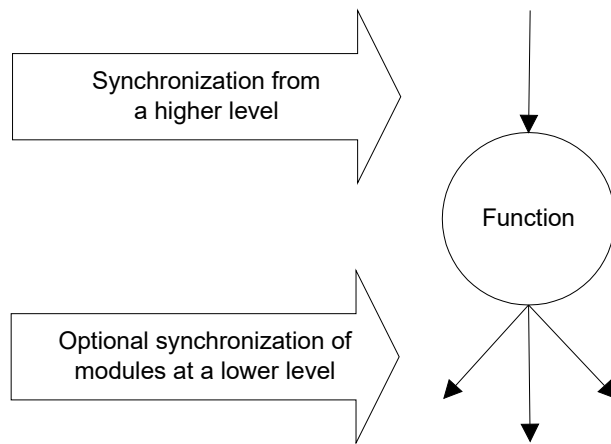 Synchronization from
a higher level
Function
Optional synchronization of
modules at a lower level